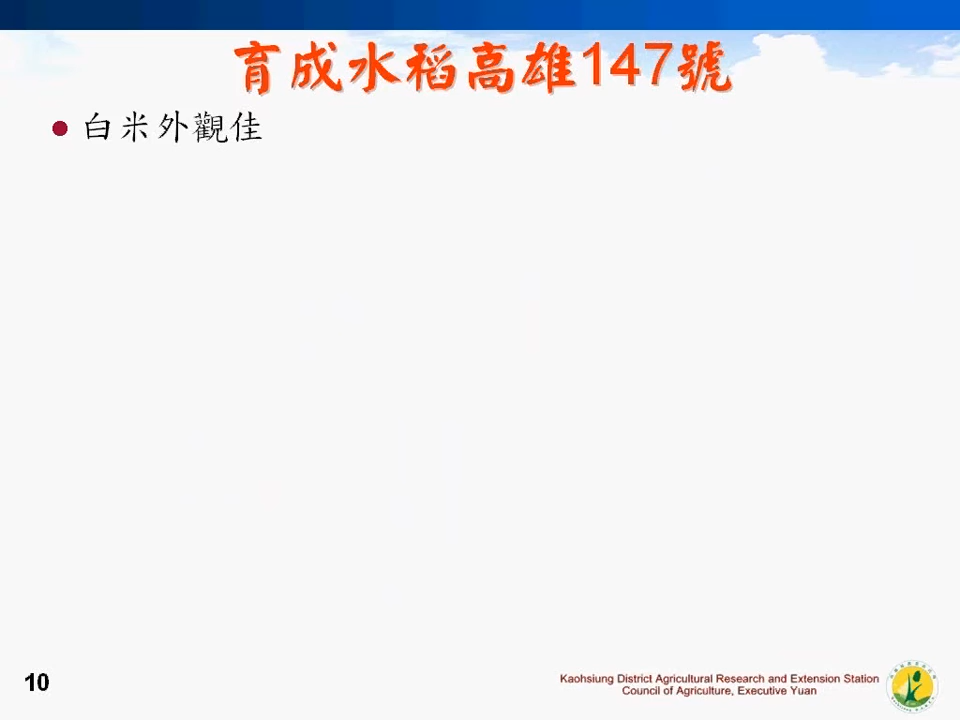 育成水稻高雄147號
白米外觀佳
10
Kaohsiung District Agricultural Research and Extension Station
Council of Agriculture, Executive Yuan